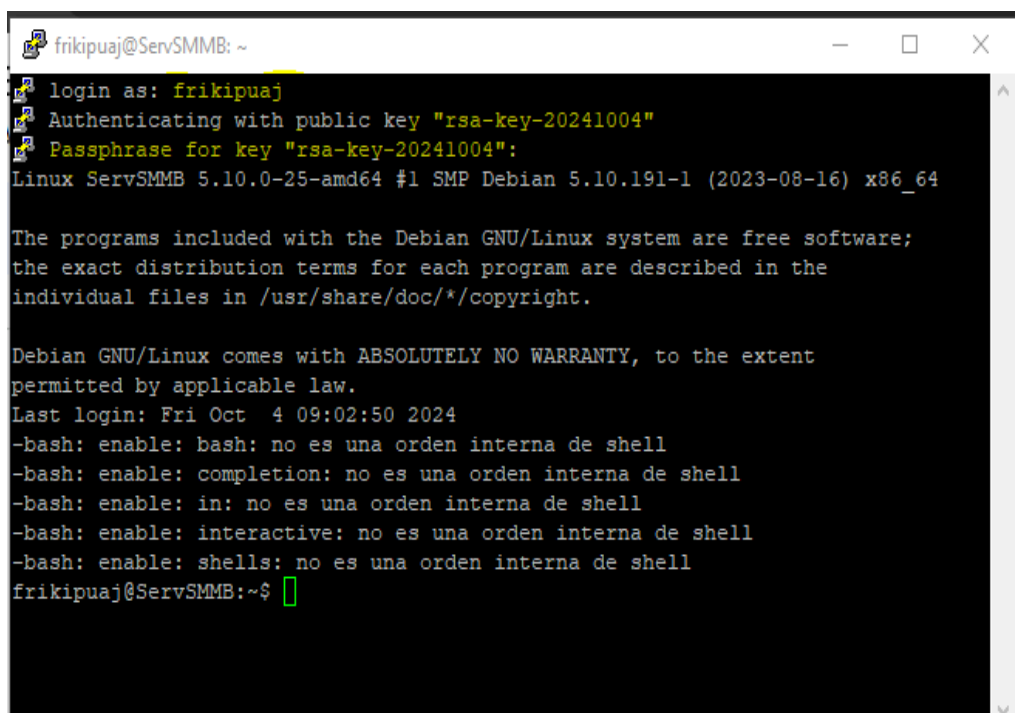 frikipuaj@ServSMMB: ~
login as: frikipuaj
Authenticating with public key "rsa-key-20241004"
Passphrase for key "rsa-key-20241004":
Linux ServSMMB 5.10.0-25-amd64 #1 SMP Debian 5.10.191-1 (2023-08-16) x86_64
The programs included with the Debian GNU/Linux system are free software;
the exact distribution terms for each program are described in the
individual files in /usr/share/doc/*/copyright.
Debian GNU/Linux comes with ABSOLUTELY NO WARRANTY, to the extent
permitted by applicable law.
Last login: Fri Oct  4 09:02:50 2024
-bash: enable: bash: no es una orden interna de shell
-bash: enable: completion: no es una orden interna de shell
-bash: enable: in: no es una orden interna de shell
-bash: enable: interactive: no es una orden interna de shell
-bash: enable: shells: no es una orden interna de shell
frikipuaj@ServSMMB:~$